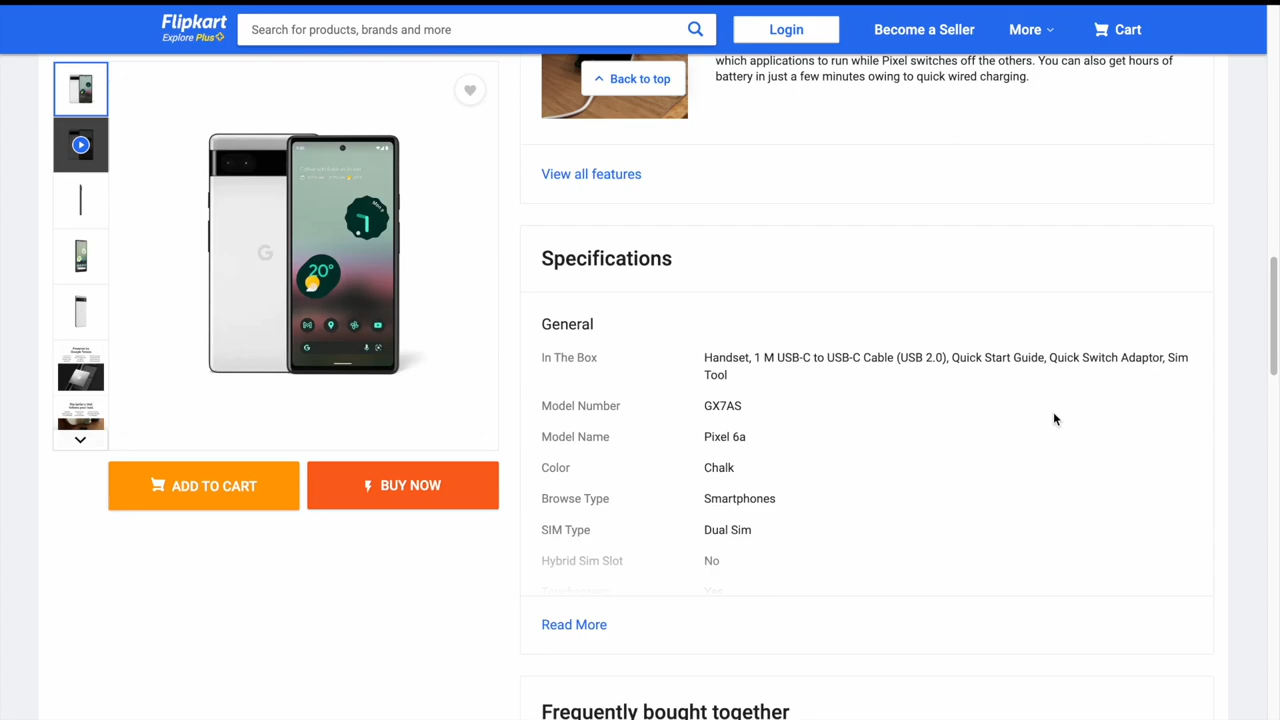 Flipkart
Explore Plus
Search for products, brands and more
Login
Become a Seller
More
Cart
which applications to run while Pixel switches off the others. You can also get hours of
battery in just a few minutes owing to quick wired charging.
Back to top
View all features
Specifications
General
In The Box Handset, 1 M USB-C to USB-C Cable (USB 2.0), Quick Start Guide, Quick Switch Adaptor, Sim
Tool
Model Number GX7AS
Model Name Pixel 6a
Color Chalk
Browse Type Smartphones
SIM Type Dual Sim
Hybrid Sim Slot No
Touchscreen Yes
Read More
Frequently bought together
20°
G
ADD TO CART
BUY NOW